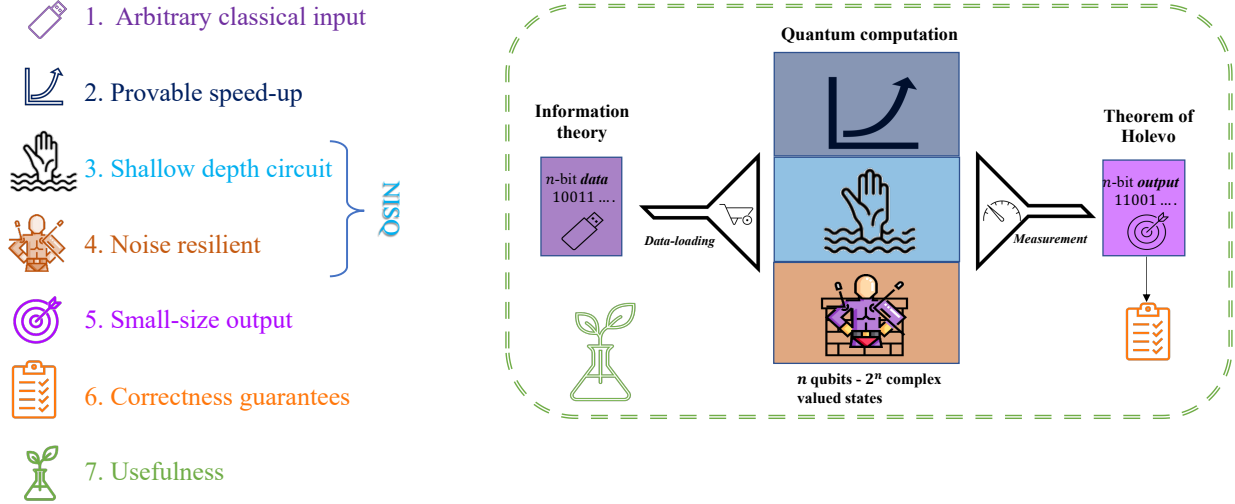 1. Arbitrary classical input
2. Provable speed-up
3. Shallow depth circuit
4. Noise resilient
NISQ
5. Small-size output
6. Correctness guarantees
7. Usefulness
Quantum computation
Information
theory
n-bit data
10011 ....
Data-loading
n qubits - 2ⁿ complex
valued states
Measurement
Theorem of
Holevo
n-bit output
11001 ....